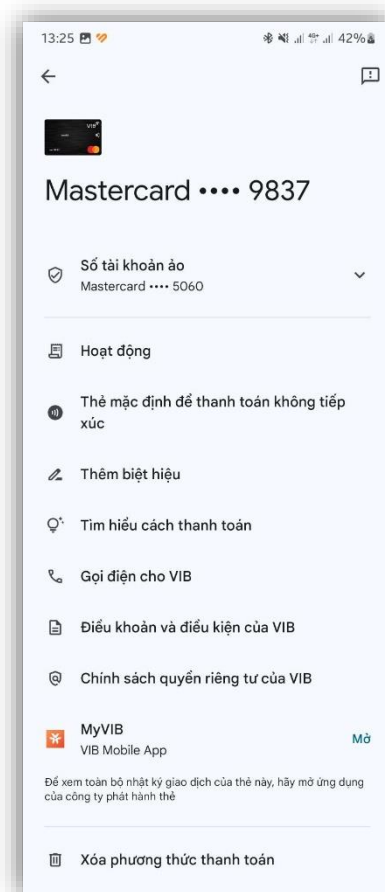 13:25
42%
VIB
Mastercard •••• 9837
Số tài khoản ảo
Mastercard •••• 5060
Hoạt động
Thẻ mặc định để thanh toán không tiếp
xúc
Thêm biệt hiệu
Tìm hiểu cách thanh toán
Gọi điện cho VIB
Điều khoản và điều kiện của VIB
Chính sách quyền riêng tư của VIB
MyVIB
Mở
VIB Mobile App
Để xem toàn bộ nhật ký giao dịch của thẻ này, hãy mở ứng dụng
của công ty phát hành thẻ
Xóa phương thức thanh toán